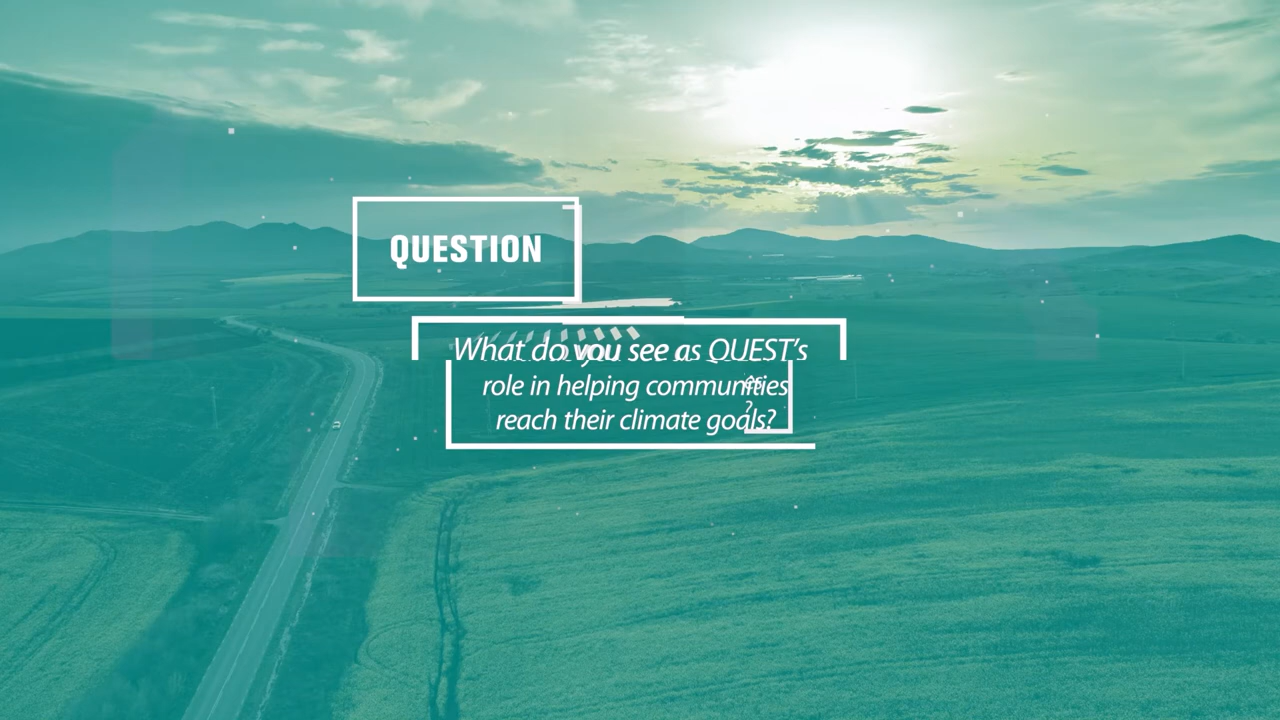 QUESTION
What do you see as QUEST's
role in helping communities
reach their climate goals?